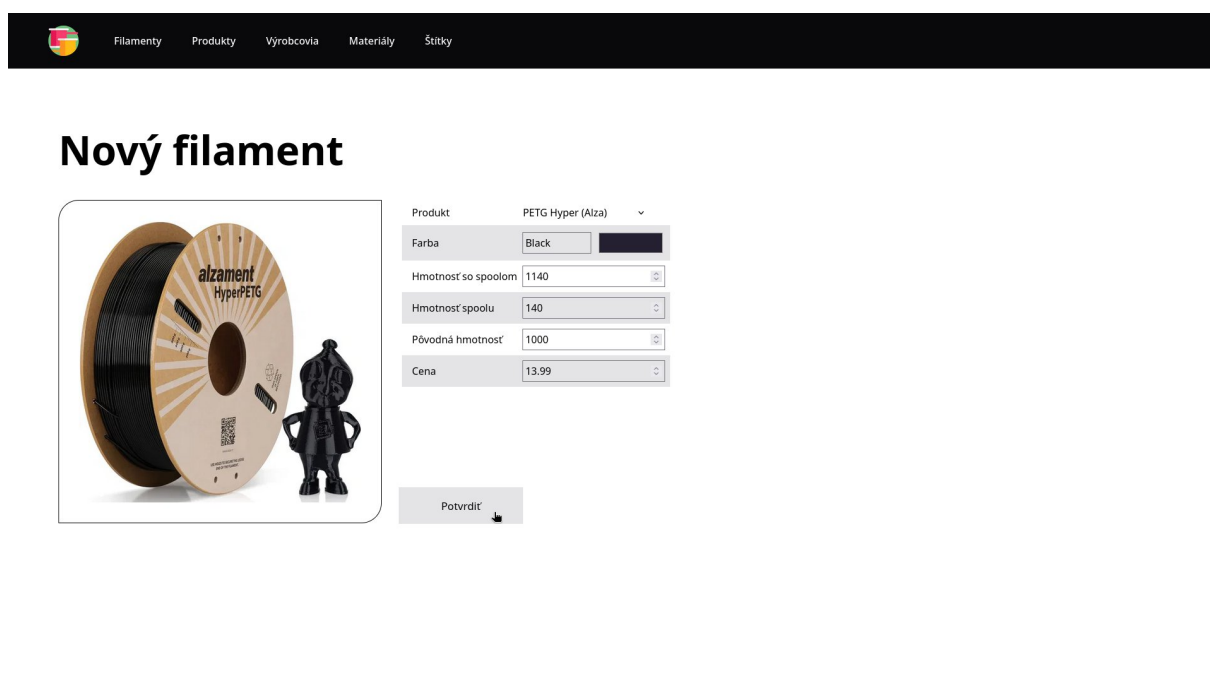 Filamenty Produkty Výrobcovia Materiály Štítky
Nový filament
alzament
HyperPETG
Produkt PETG Hyper (Alza)
Farba Black
Hmotnosť so spoolom 1140
Hmotnosť spoolu 140
Pôvodná hmotnosť 1000
Cena 13.99
Potvrdiť